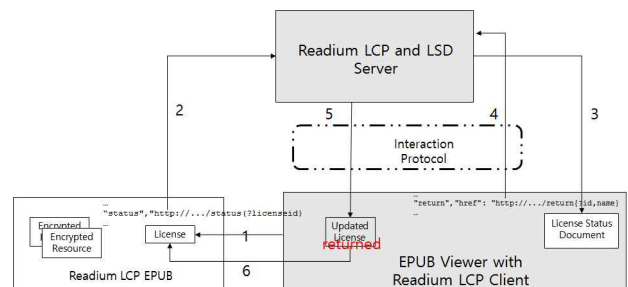 Readium LCP and LSD
Server
2
5
4
3
Interaction
Protocol
…
"status","http://.../status{?licenseid}
…
…
"return","href": "http://.../return{?id,name}
…
Encrypted
Encrypted
Resource
License
1
Updated
License
returned
License Status
Document
6
Readium LCP EPUB
EPUB Viewer with
Readium LCP Client